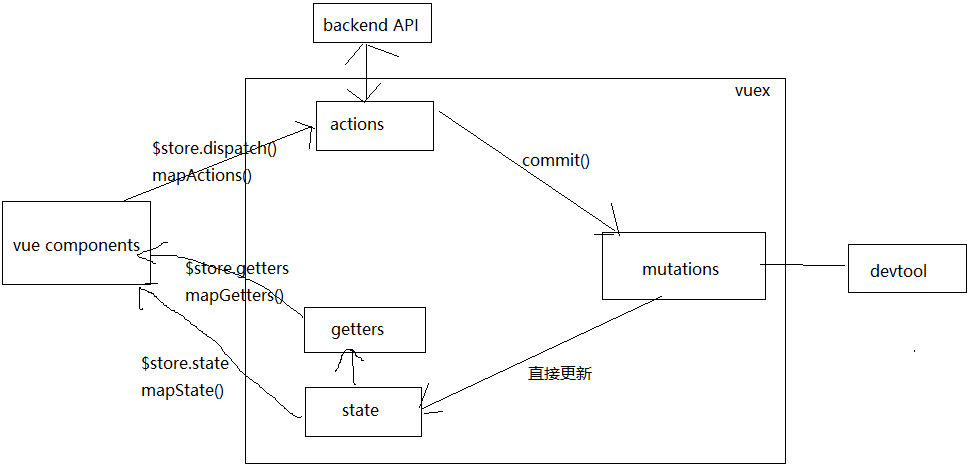 backend API
vuex
actions
$store.dispatch()
mapActions()
commit()
vue components
$store.getters
mapGetters()
mutations
devtool
getters
$store.state
mapState()
直接更新
state